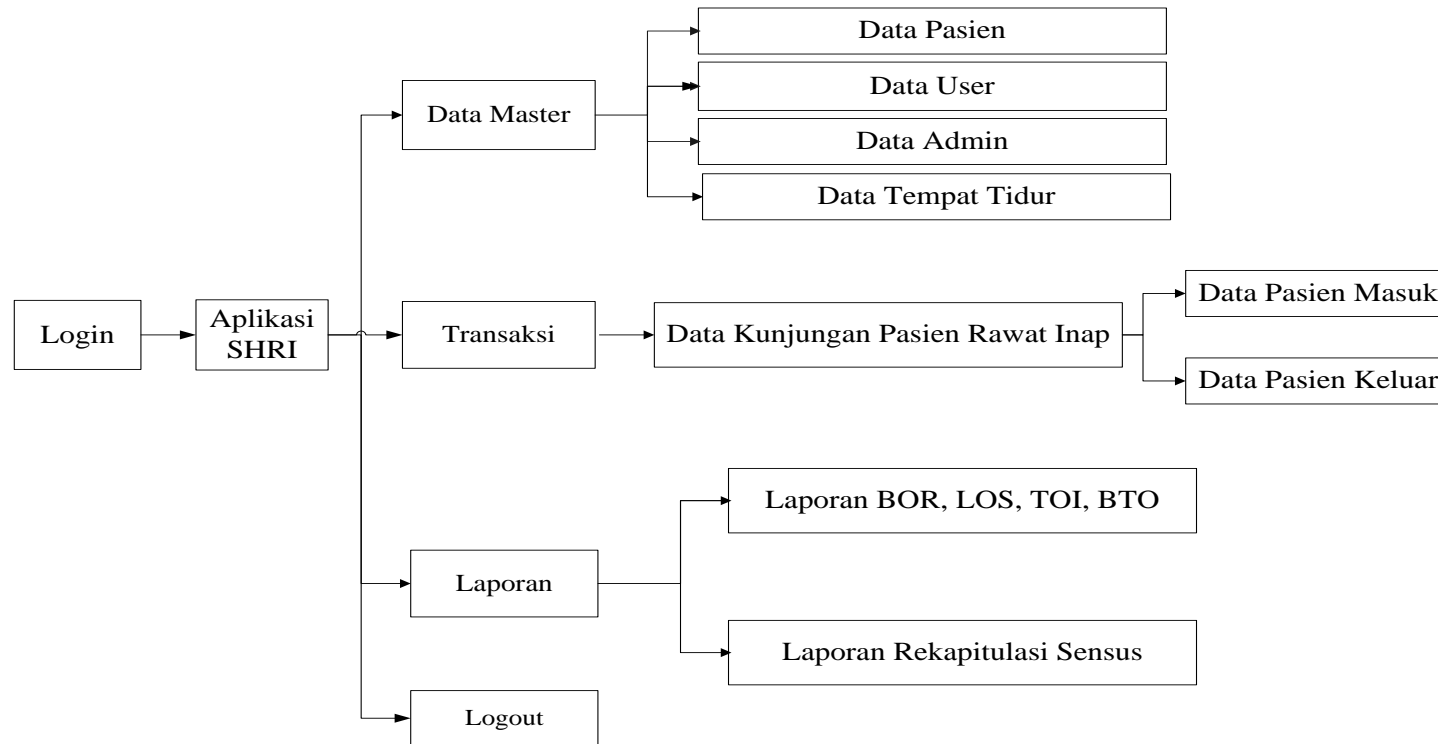 Data Pasien
Data User
Data Master
Data Admin
Data Tempat Tidur
Login
Aplikasi
SHRI
Transaksi
Data Kunjungan Pasien Rawat Inap
Data Pasien Masuk
Data Pasien Keluar
Laporan
Laporan BOR, LOS, TOI, BTO
Laporan Rekapitulasi Sensus
Logout